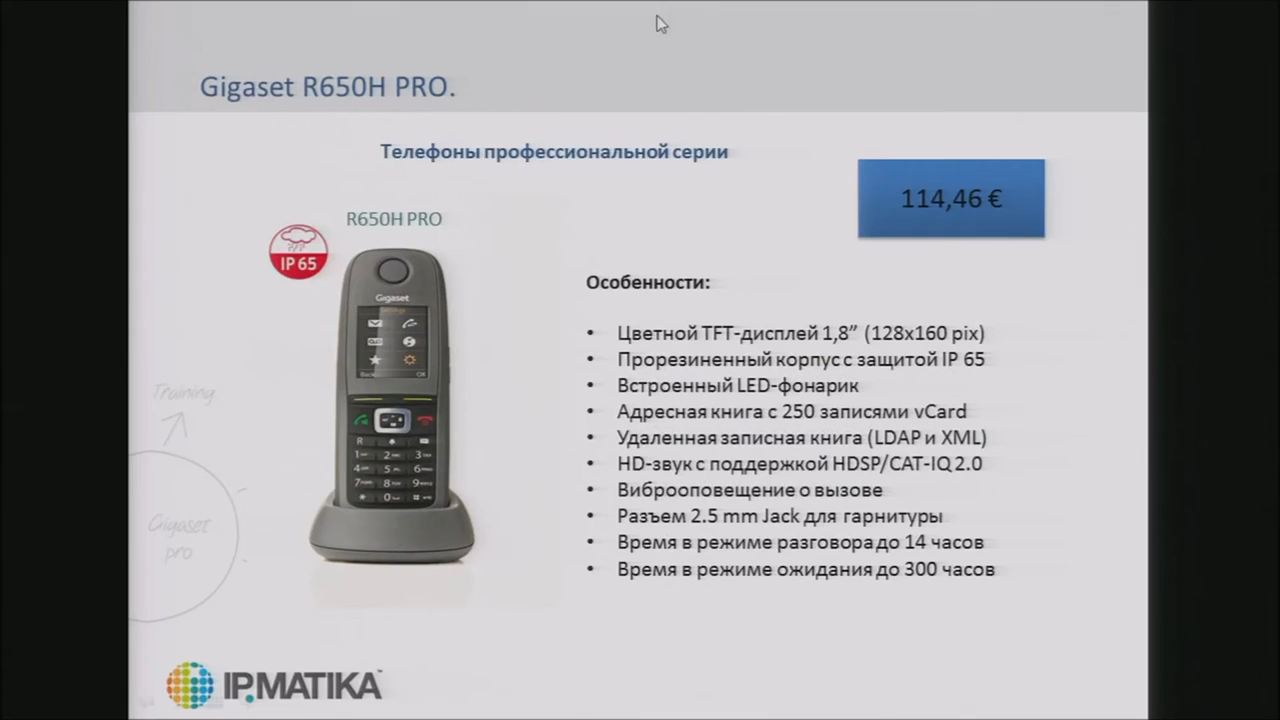 Gigaset R650H PRO.
Телефоны профессиональной серии
114,46 €
R650H PRO
IP 65
Gigaset
Back
OK
Особенности:
• Цветной TFT-дисплей 1,8” (128x160 pix)
• Прорезиненный корпус с защитой IP 65
• Встроенный LED-фонарик
• Адресная книга с 250 записями vCard
• Удаленная записная книга (LDAP и XML)
• HD-звук с поддержкой HDSP/CAT-IQ 2.0
• Виброоповещение о вызове
• Разъем 2.5 mm Jack для гарнитуры
• Время в режиме разговора до 14 часов
• Время в режиме ожидания до 300 часов
Training
Gigaset
pro
IPMATIKA™